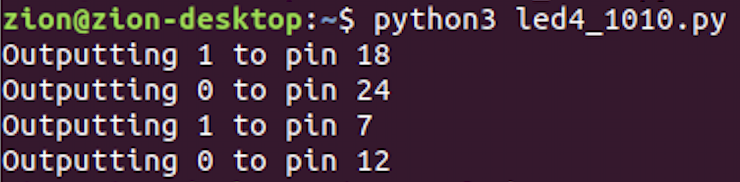 zion@zion-desktop:~$ python3 led4_1010.py
Outputting 1 to pin 18
Outputting 0 to pin 24
Outputting 1 to pin 7
Outputting 0 to pin 12